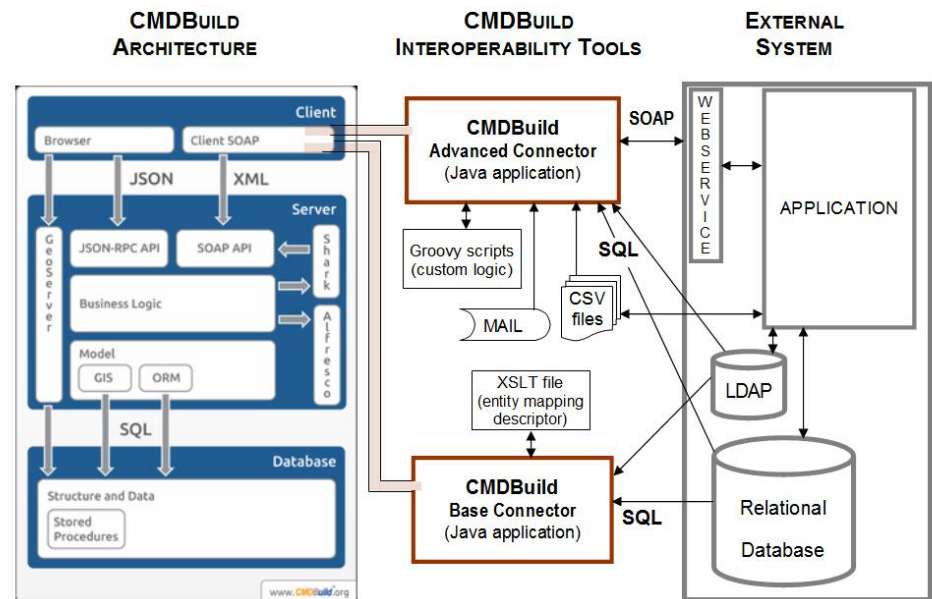 CMDBUILD
ARCHITECTURE
CMDBUILD
INTEROPERABILITY TOOLS
EXTERNAL
SYSTEM
Client
Browser
Client SOAP
JSON
XML
Server
GeoServer
JSON-RPC API
SOAP API
Shark
Business Logic
Alfresco
Model
GIS
ORM
SQL
Database
Structure and Data
Stored
Procedures
www.CMDBuild.org
CMDBuild
Advanced Connector
(Java application)
SOAP
Groovy scripts
(custom logic)
MAIL
CSV
files
SQL
XSLT file
(entity mapping
descriptor)
CMDBuild
Base Connector
(Java application)
SQL
WEBSERVICE
APPLICATION
LDAP
Relational
Database